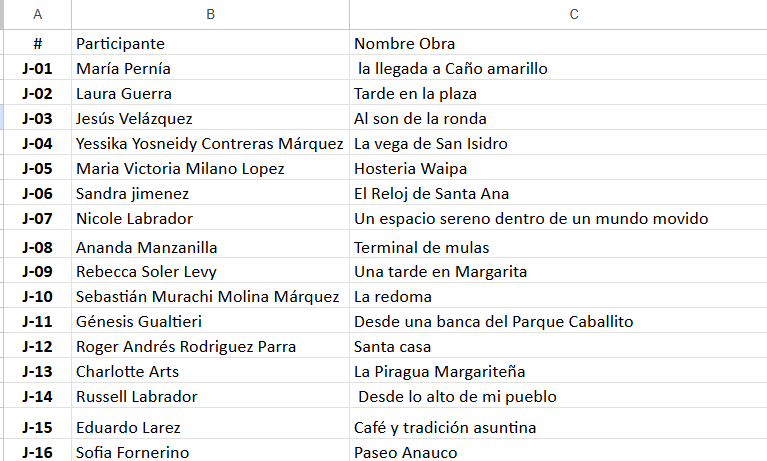 A B C
# Participante Nombre Obra
J-01 María Pernía la llegada a Caño amarillo
J-02 Laura Guerra Tarde en la plaza
J-03 Jesús Velázquez Al son de la ronda
J-04 Yessika Yosneidy Contreras Márquez La vega de San Isidro
J-05 Maria Victoria Milano Lopez Hosteria Waipa
J-06 Sandra jimenez El Reloj de Santa Ana
J-07 Nicole Labrador Un espacio sereno dentro de un mundo movido
J-08 Ananda Manzanilla Terminal de mulas
J-09 Rebecca Soler Levy Una tarde en Margarita
J-10 Sebastián Murachi Molina Márquez La redoma
J-11 Génesis Gualtieri Desde una banca del Parque Caballito
J-12 Roger Andrés Rodriguez Parra Santa casa
J-13 Charlotte Arts La Piragua Margariteña
J-14 Russell Labrador Desde lo alto de mi pueblo
J-15 Eduardo Larez Café y tradición asuntina
J-16 Sofia Fornerino Paseo Anauco